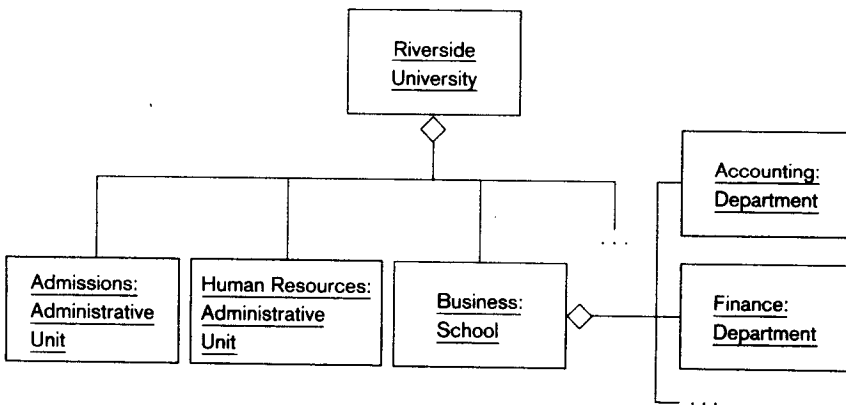 Riverside
University
Accounting:
Department
...
Admissions:
Administrative
Unit
Human Resources:
Administrative
Unit
Business:
School
Finance:
Department
...